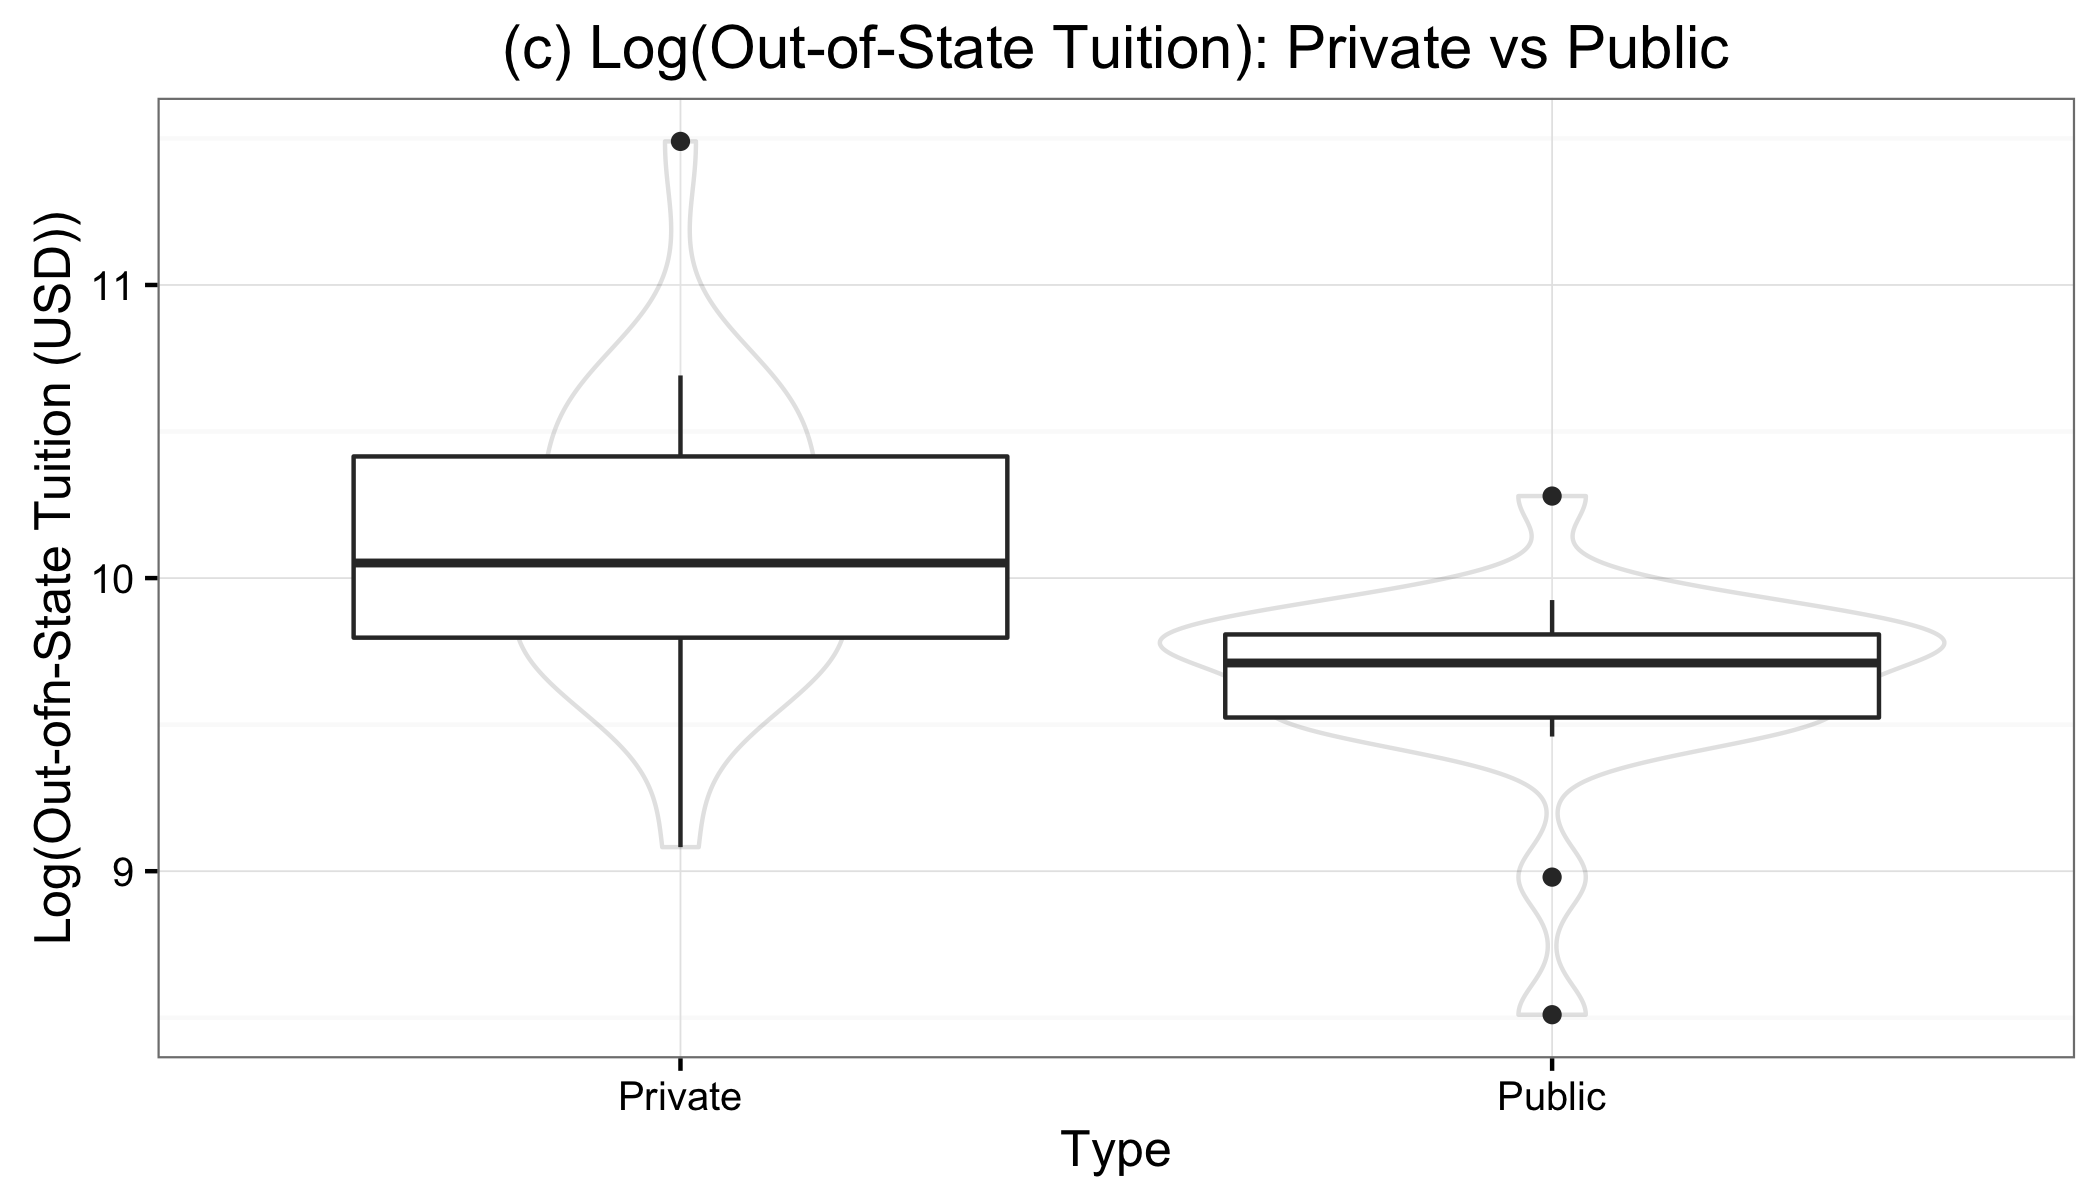 (c) Log(Out-of-State Tuition): Private vs Public
Log(Out-ofn-State Tuition (USD))
11
10
9
Private
Public
Type